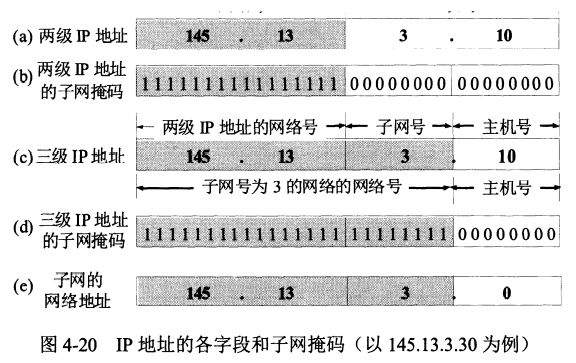 (a) 两级 IP 地址 145 . 13 3 . 10
(b) 两级 IP 地址
的子网掩码 1111111111111111 00000000 00000000
两级 IP 地址的网络号 子网号 主机号
(c) 三级 IP 地址 145 . 13 . 3 . 10
子网号为 3 的网络的网络号 主机号
(d) 三级 IP 地址
的子网掩码 1111111111111111 11111111 00000000
(e) 子网的
网络地址 145 . 13 . 3 . 0
图 4-20 IP 地址的各字段和子网掩码（以 145.13.3.30 为例）